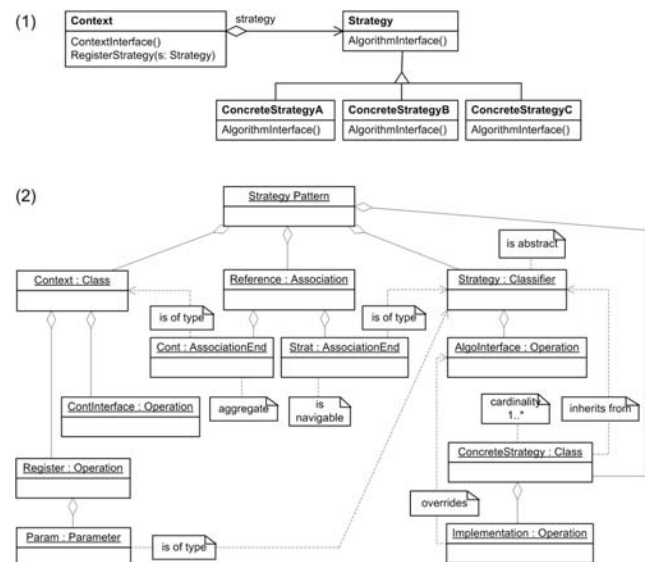 (1)
Context
strategy
Strategy
ContextInterface()
RegisterStrategy(s: Strategy)
AlgorithmInterface()
ConcreteStrategyA
ConcreteStrategyB
ConcreteStrategyC
AlgorithmInterface()
AlgorithmInterface()
AlgorithmInterface()
(2)
Strategy Pattern
is abstract
Context : Class
Reference : Association
Strategy : Classifier
is of type
is of type
Cont : AssociationEnd
Strat : AssociationEnd
AlgoInterface : Operation
aggregate
is
navigable
cardinality
1..*
inherits from
ContInterface : Operation
ConcreteStrategy : Class
Register : Operation
overrides
Param : Parameter
is of type
Implementation : Operation